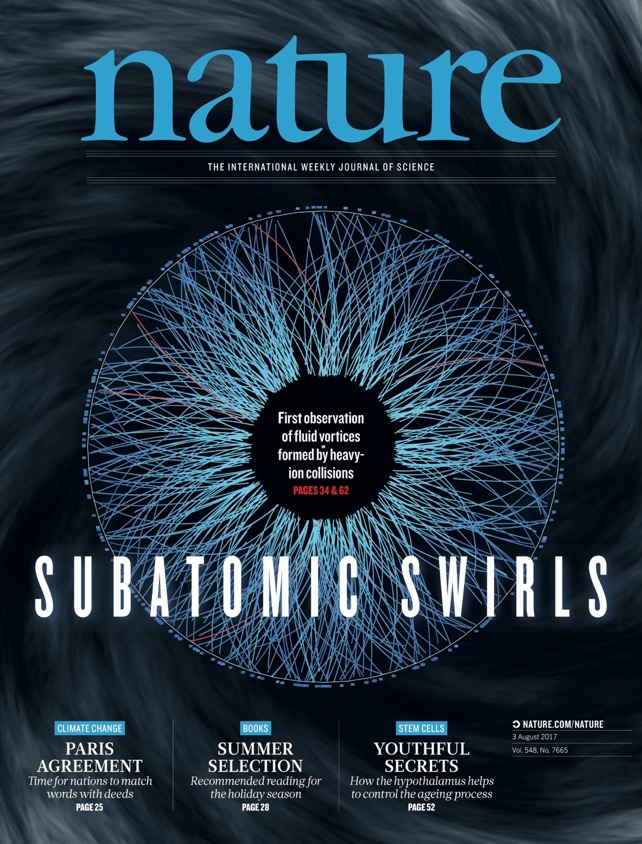 nature
THE INTERNATIONAL WEEKLY JOURNAL OF SCIENCE
First observation
of fluid vortices
formed by heavy-
ion collisions
PAGES 34 & 62
SUBATOMIC SWIRLS
CLIMATE CHANGE
PARIS
AGREEMENT
Time for nations to match
words with deeds
PAGE 25
BOOKS
SUMMER
SELECTION
Recommended reading for
the holiday season
PAGE 28
STEM CELLS
YOUTHFUL
SECRETS
How the hypothalamus helps
to control the ageing process
PAGE 52
NATURE.COM/NATURE
3 August 2017
Vol. 548, No. 7665